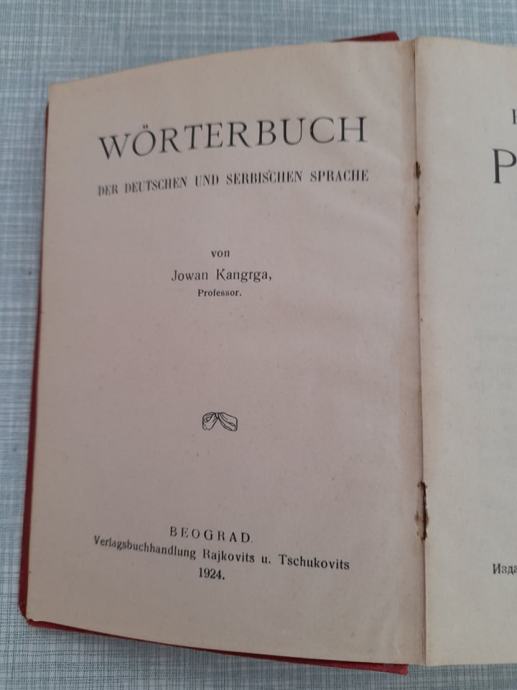 WÖRTERBUCH
DER DEUTSCHEN UND SERBISCHEN SPRACHE
von
Jowan Kangrga,
Professor.
BEOGRAD
Verlagsbuchhandlung Rajkovits u. Tschukovits
1924.